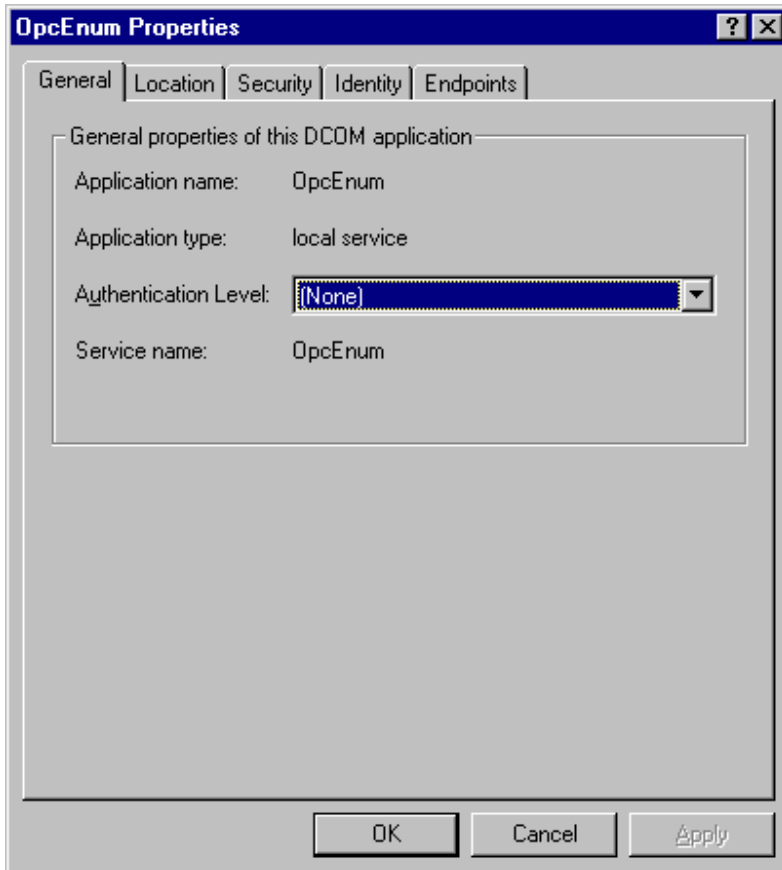 OpcEnum Properties
General Location Security Identity Endpoints
General properties of this DCOM application
Application name: OpcEnum
Application type: local service
Authentication Level: (None)
Service name: OpcEnum
OK Cancel Apply